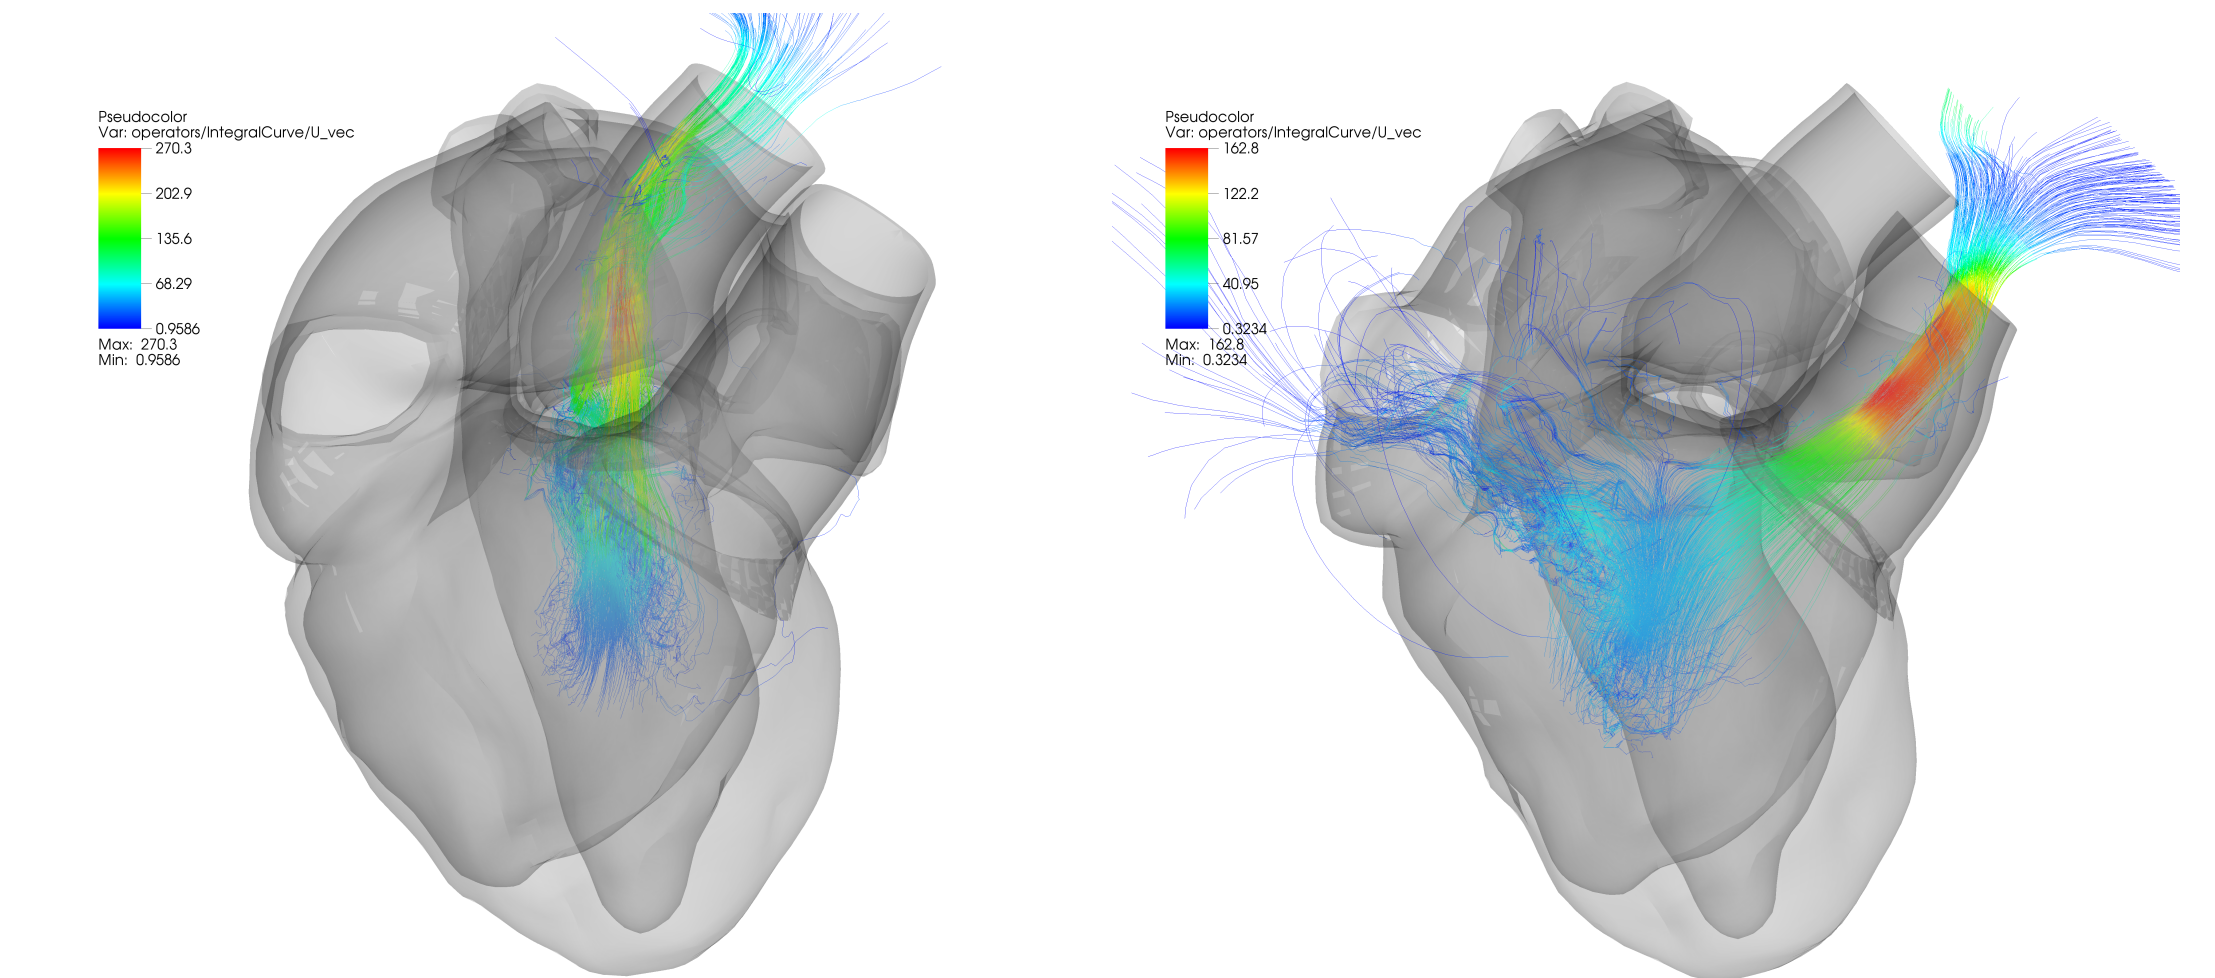 Pseudocolor
Var: operators/IntegralCurve/U_vec
270.3
202.9
135.6
68.29
0.9586
Max: 270.3
Min: 0.9586
Pseudocolor
Var: operators/IntegralCurve/U_vec
162.8
122.2
81.57
40.95
0.3234
Max: 162.8
Min: 0.3234